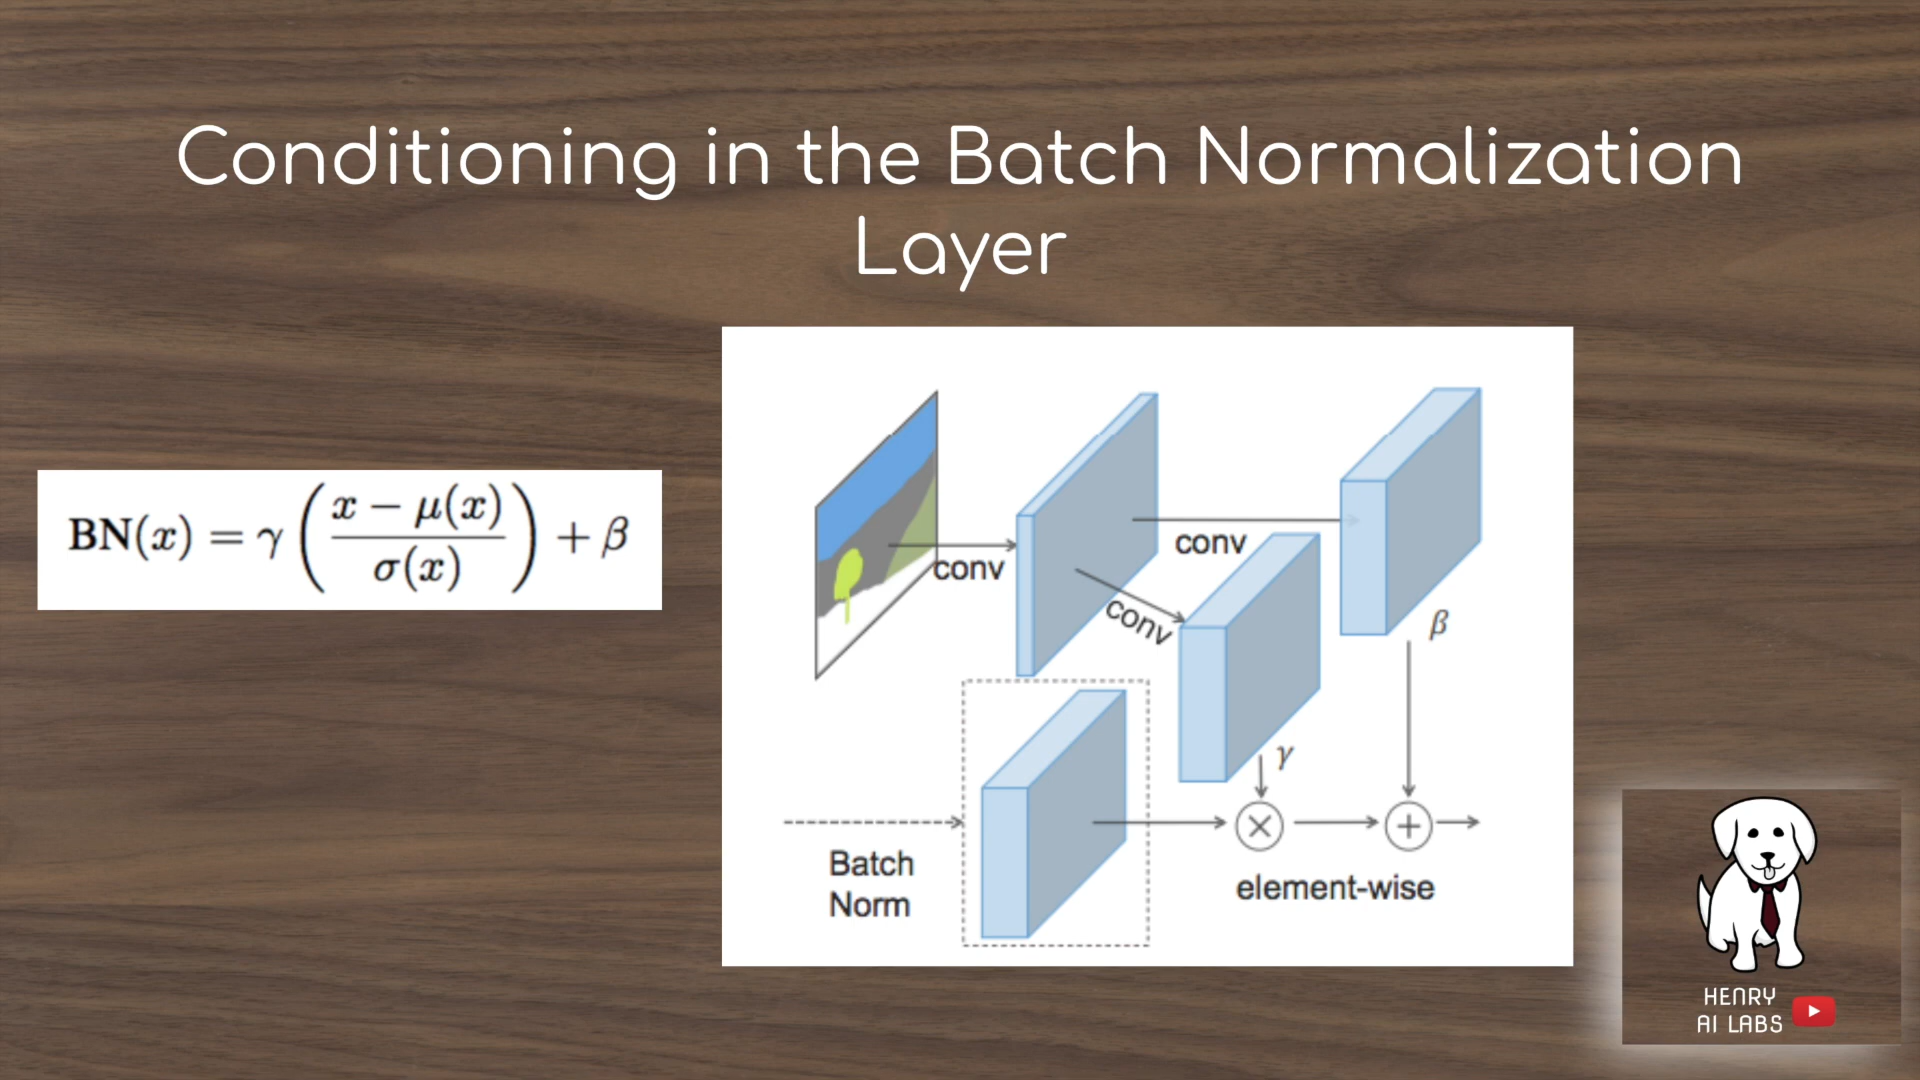 Conditioning in the Batch Normalization
Layer
BN(x) = γ ( x − μ(x) / σ(x) ) + β
conv
conv
conv
β
γ
Batch
Norm
element-wise
HENRY
AI LABS